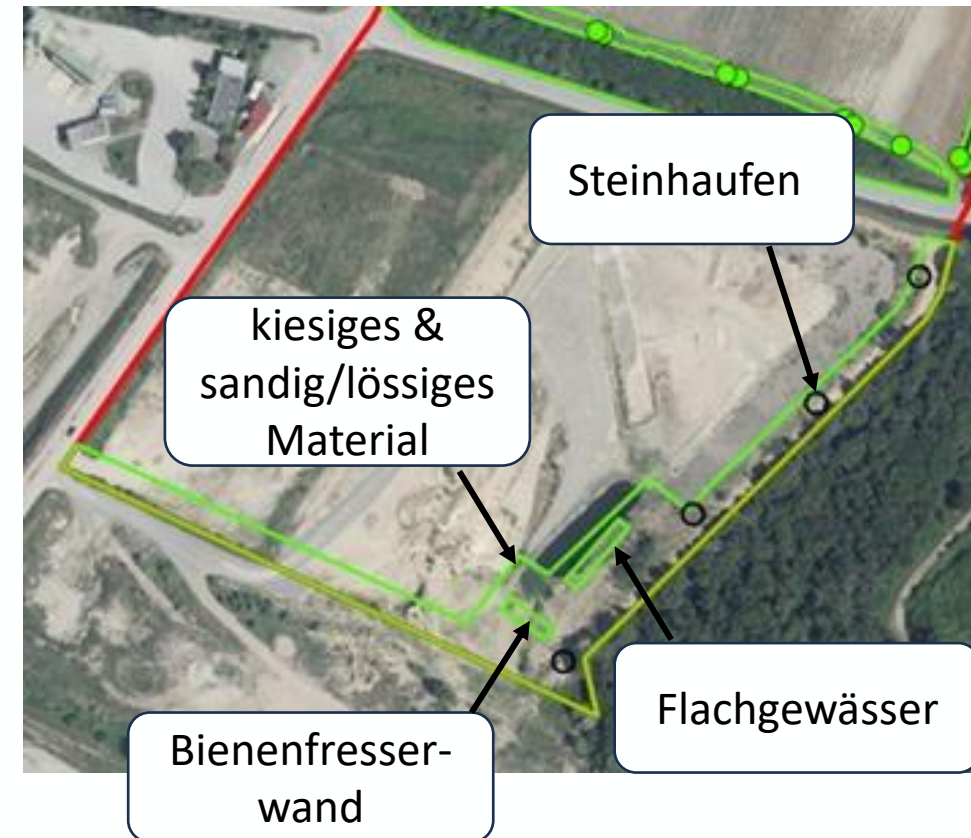 Steinhaufen
kiesiges &
sandig/lössiges
Material
Flachgewässer
Bienenfresser-
wand